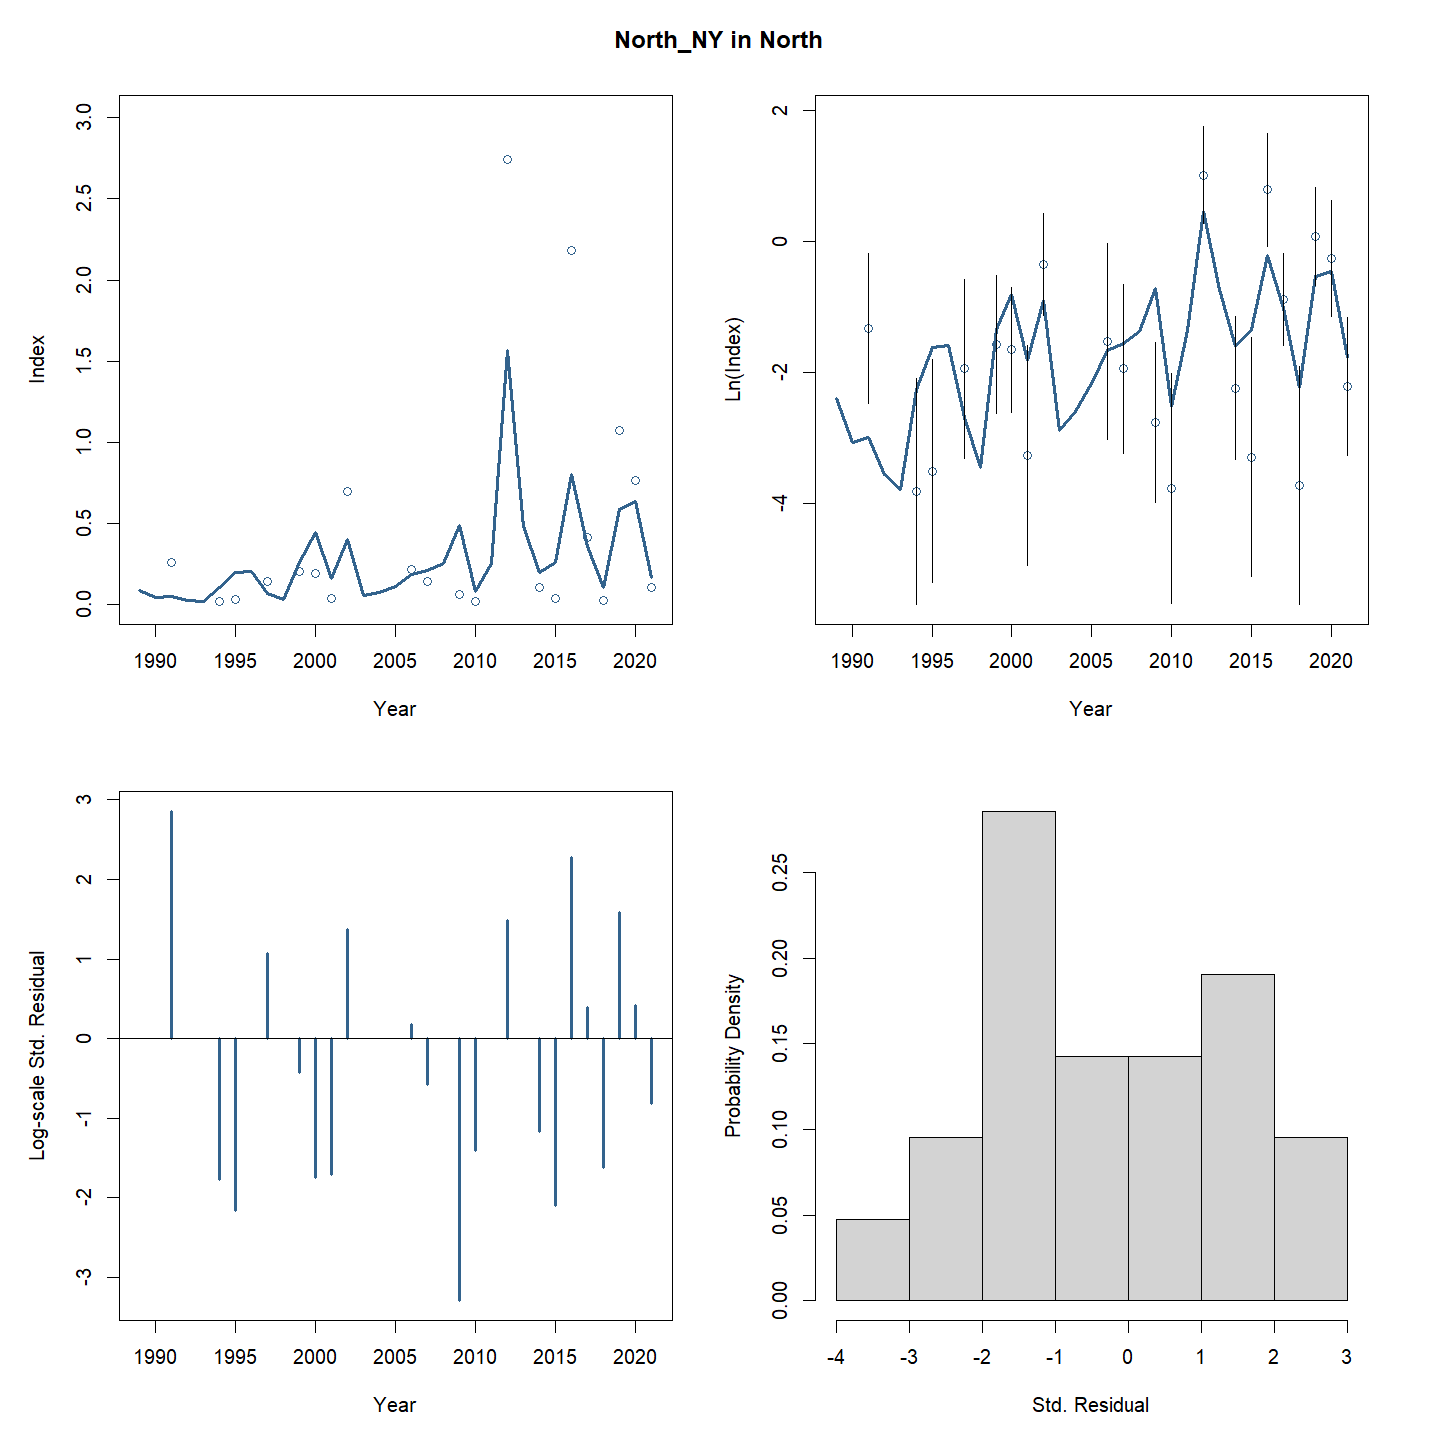 North_NY in North
Index
0.0 0.5 1.0 1.5 2.0 2.5 3.0
1990 1995 2000 2005 2010 2015 2020
Year
Ln(Index)
-4 -2 0 2
1990 1995 2000 2005 2010 2015 2020
Year
Log-scale Std. Residual
-3 -2 -1 0 1 2 3
1990 1995 2000 2005 2010 2015 2020
Year
Probability Density
0.00 0.05 0.10 0.15 0.20 0.25
-4 -3 -2 -1 0 1 2 3
Std. Residual